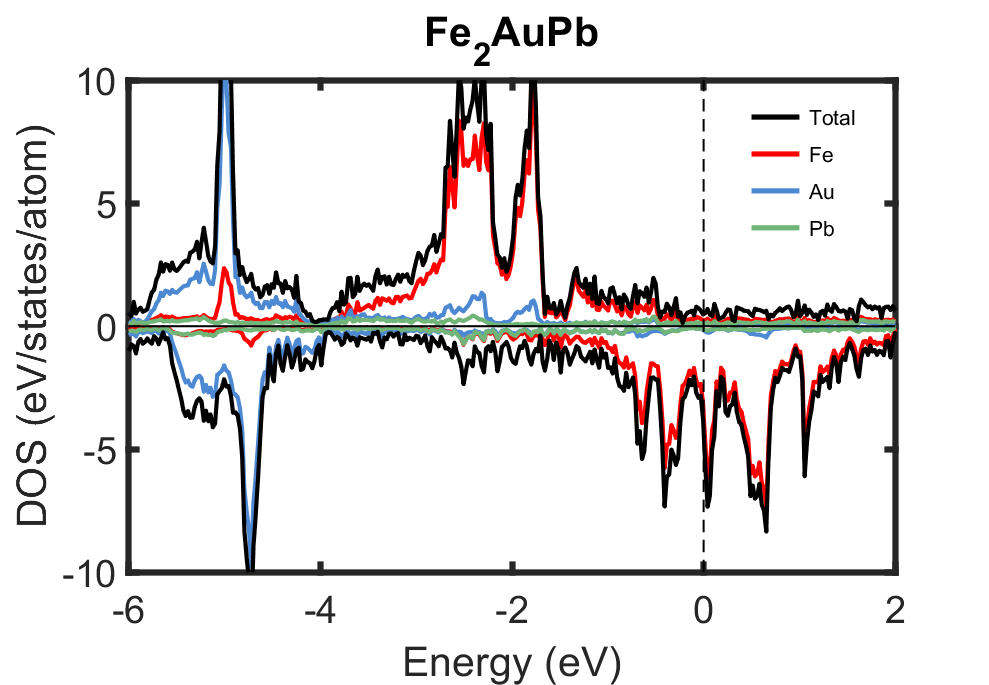 Fe2AuPb
10
5
0
-5
-10
DOS (eV/states/atom)
Total
Fe
Au
Pb
-6
-4
-2
0
2
Energy (eV)